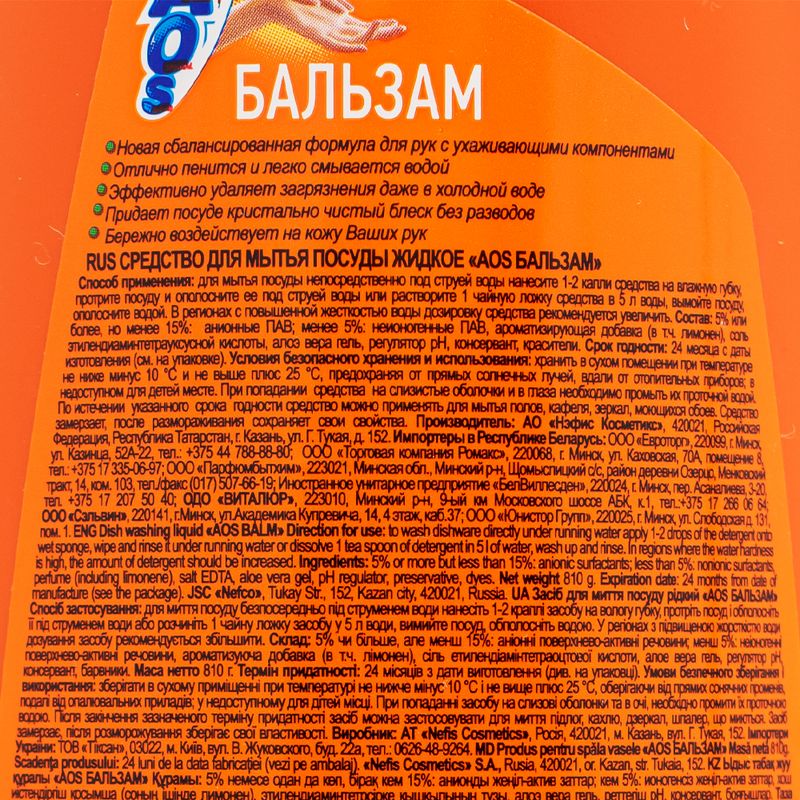 AOS
БАЛЬЗАМ
Новая сбалансированная формула для рук с ухаживающими компонентами
Отлично пенится и легко смывается водой
Эффективно удаляет загрязнения даже в холодной воде
Придает посуде кристально чистый блеск без разводов
Бережно воздействует на кожу Ваших рук
RUS СРЕДСТВО ДЛЯ МЫТЬЯ ПОСУДЫ ЖИДКОЕ «AOS БАЛЬЗАМ»
Способ применения: для мытья посуды непосредственно под струей воды нанесите 1-2 капли средства на влажную губку,
протрите посуду и ополосните ее под струей воды или растворите 1 чайную ложку средства в 5 л воды, вымойте посуду,
ополосните водой. В регионах с повышенной жесткостью воды дозировку средства рекомендуется увеличить. Состав: 5% или
более, но менее 15%: анионные ПАВ; менее 5%: неионогенные ПАВ, ароматизирующая добавка (в т.ч. лимонен), соль
этилендиаминтетрауксусной кислоты, алоэ вера гель, регулятор pH, консервант, красители. Срок годности: 24 месяца с даты
изготовления (см. на упаковке). Условия безопасного хранения и использования: хранить в сухом помещении при температуре
не ниже минус 10 °C и не выше плюс 25 °C, предохраняя от прямых солнечных лучей, вдали от отопительных приборов; в
недоступном для детей месте. При попадании средства на слизистые оболочки и в глаза необходимо промыть их проточной водой.
По истечении указанного срока годности средство можно применять для мытья полов, кафеля, зеркал, моющихся обоев. Средство
замерзает, после размораживания сохраняет свои свойства. Производитель: АО «Нэфис Косметикс», 420021, Российская
Федерация, Республика Татарстан, г. Казань, ул. Г. Тукая, д. 152. Импортеры в Республике Беларусь: ООО «Евроторг», 220099, г. Минск,
ул. Казинца, 52А-22, тел.: +375 44 788-88-80; ООО «Торговая компания Ромакс», 220068, г. Минск, ул. Каховская, 70А, помещение 8,
тел.: +375 17 335-06-97; ООО «Парфюмбытхим», 223021, Минская обл., Минский р-н, Щомыслицкий с/с, район деревни Озерцо, Меньковский
тракт, 14, ком. 103, тел./факс (017) 507-66-19; Иностранное унитарное предприятие «БелВиллесден», 220024, г. Минск, пер. Асаналиева, 3-20,
тел. +375 17 207 50 40; ОДО «ВИТАЛЮР», 223010, Минский р-н, 9-ый км Московского шоссе АБК, к.1, тел.:+375 17 266 06 64;
ООО «Сэльвин», 220141, г.Минск, ул.Академика Купревича, 14, 4 этаж, каб.37; ООО «Юнистор Групп», 220025, г. Минск, ул. Слободская д. 131,
пом. 1. ENG Dish washing liquid «AOS BALM» Direction for use: to wash dishware directly under running water apply 1-2 drops of the detergent onto
wet sponge, wipe and rinse it under running water or dissolve 1 tea spoon of detergent in 5 l of water, wash up and rinse. In regions where the water hardness
is high, the amount of detergent should be increased. Ingredients: 5% or more but less than 15%: anionic surfactants; less than 5%: nonionic surfactants,
perfume (including limonene), salt EDTA, aloe vera gel, pH regulator, preservative, dyes. Net weight 810 g. Expiration date: 24 months from date of
manufacture (see the package). JSC «Nefco», Tukay Str., 152, Kazan city, 420021, Russia. UA Засіб для миття посуду рідкий «AOS БАЛЬЗАМ»
Спосіб застосування: для миття посуду безпосередньо під струменем води нанесіть 1-2 краплі засобу на вологу губку, протріть посуд і обполосніть
її під струменем води або розчиніть 1 чайну ложку засобу у 5 л води, вимийте посуд, обполосніть водою. У регіонах з підвищеною жорсткістю води
дозування засобу рекомендується збільшити. Склад: 5% чи більше, але менш 15%: аніонні поверхнево-активні речовини; менш 5%: неіоногенні
поверхнево-активні речовини, ароматизуюча добавка (в т.ч. лімонен), сіль етилендіамінтетраоцтової кислоти, алое вера гель, регулятор pH,
консервант, барвники. Маса нетто 810 г. Термін придатності: 24 місяців з дати виготовлення (див. на упаковці). Умови безпечного зберігання і
використання: зберігати в сухому приміщенні при температурі не нижче мінус 10 °C і не вище плюс 25 °C, оберігаючи від прямих сонячних променів,
подалі від опалювальних приладів; у недоступному для дітей місці. При попаданні засобу на слизові оболонки та в очі, необхідно промити їх проточною
водою. Після закінчення зазначеного терміну, придатності засіб можна застосовувати для миття підлог, кахлю, дзеркал, шпалер, що миються. Засіб
замерзає, після розморожування зберігає свої властивості. Виробник: АТ «Nefis Cosmetics», Росія, 420021, м. Казань, вул. Г. Тукая, 152. Імпортери
України: ТОВ «Тіксан», 03022, м. Київ, вул В. Жуковського, буд. 22а, тел.: 0626-48-9264. MD Produs pentru spăla vasele «AOS БАЛЬЗАМ» Masă netă 810g.
Scadența produsului: 24 luni de la data fabricației (vezi pe ambalaj). «Nefis Cosmetics» S.A., Rusia, 420021, or. Kazan, str. Tukaia, 152. KZ Ыдыс табақ жуу
құралы «AOS БАЛЬЗАМ» Құрамы: 5% немесе одан да көп, бірақ кем 15%: анионды жеңіл-актив заттар; кем 5%: ионогенсіз жеңіл-актив заттар, хош
иістендіргіш қосымша (соның ішінде лимонен), этилендиаминтетрсірке қышқылының тұзы, алоэ вера гель, реттегіш pH, консервант, бояғыштар. Таза